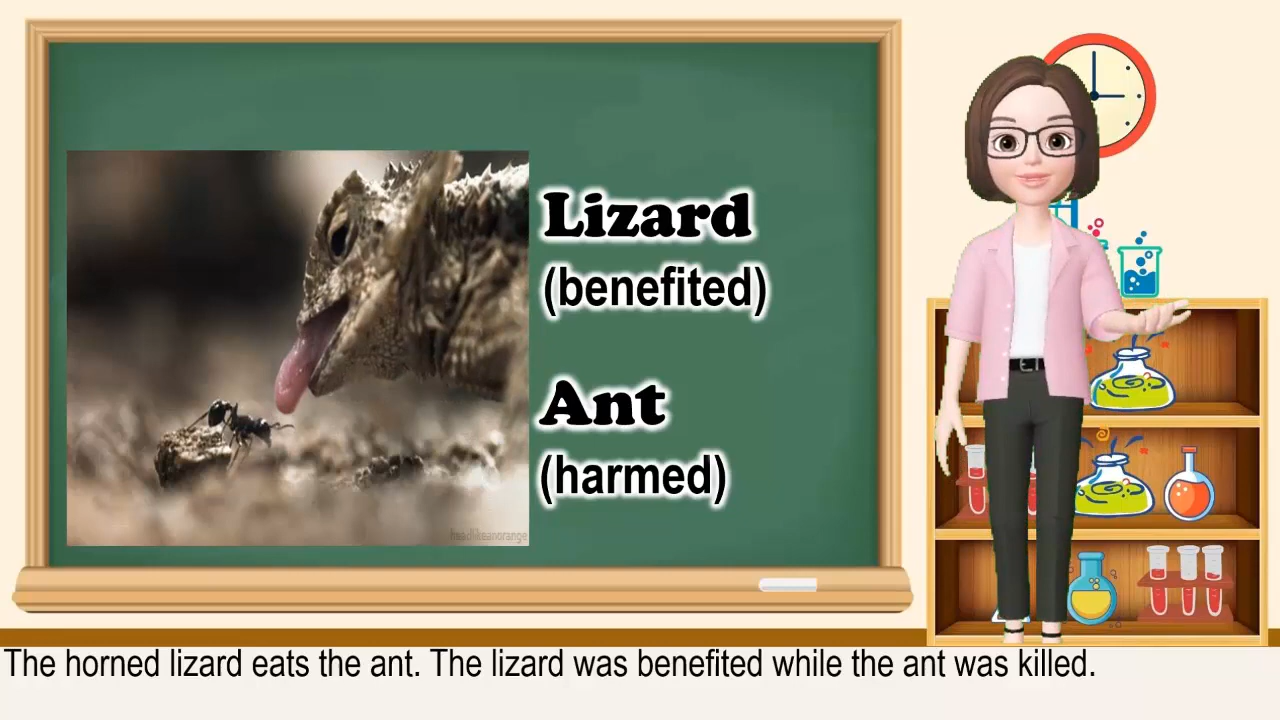 Lizard
(benefited)
Ant
(harmed)
headlikeanorange
The horned lizard eats the ant. The lizard was benefited while the ant was killed.